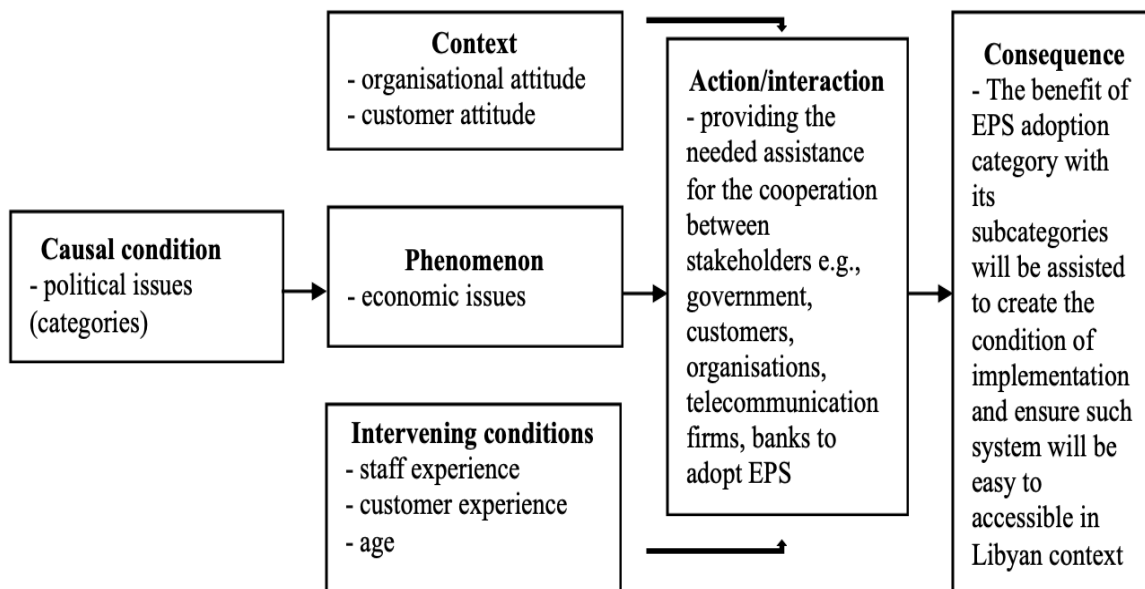 Causal condition
- political issues
(categories)
Context
- organisational attitude
- customer attitude
Phenomenon
- economic issues
Intervening conditions
- staff experience
- customer experience
- age
Action/interaction
- providing the
needed assistance
for the cooperation
between
stakeholders e.g.,
government,
customers,
organisations,
telecommunication
firms, banks to
adopt EPS
Consequence
- The benefit of
EPS adoption
category with
its
subcategories
will be assisted
to create the
condition of
implementation
and ensure such
system will be
easy to
accessible in
Libyan context